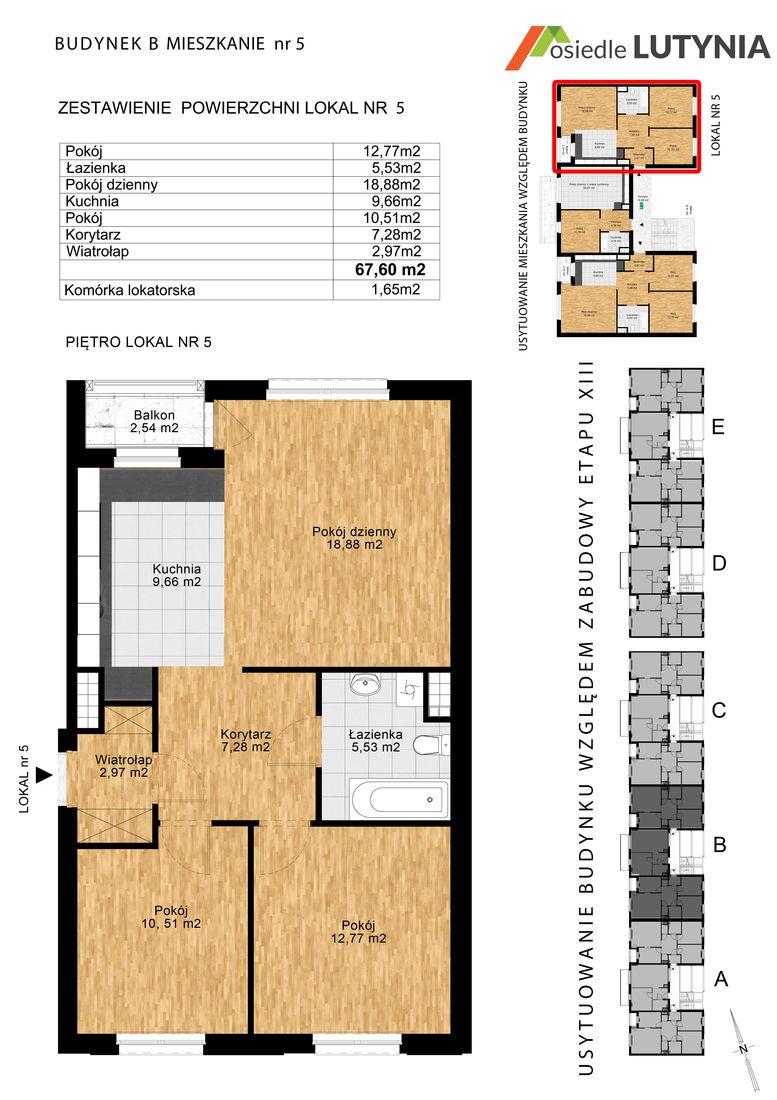 BUDYNEK B MIESZKANIE nr 5
osiedle LUTYNIA
ZESTAWIENIE POWIERZCHNI LOKAL NR 5
Pokój 12,77m2
Łazienka 5,53m2
Pokój dzienny 18,88m2
Kuchnia 9,66m2
Pokój 10,51m2
Korytarz 7,28m2
Wiatrołap 2,97m2
67,60 m2
Komórka lokatorska 1,65m2
PIĘTRO LOKAL NR 5
USYTUOWANIE MIESZKANIA WZGLĘDEM BUDYNKU
LOKAL NR 5
Balkon
2,54 m2
Pokój dzienny
18,88 m2
Kuchnia
9,66 m2
Korytarz
7,28 m2
Łazienka
5,53 m2
Wiatrołap
2,97 m2
LOKAL nr 5
Pokój
10, 51 m2
Pokój
12,77 m2
USYTUOWANIE BUDYNKU WZGLĘDEM ZABUDOWY ETAPU XIII
E
D
C
B
A
N